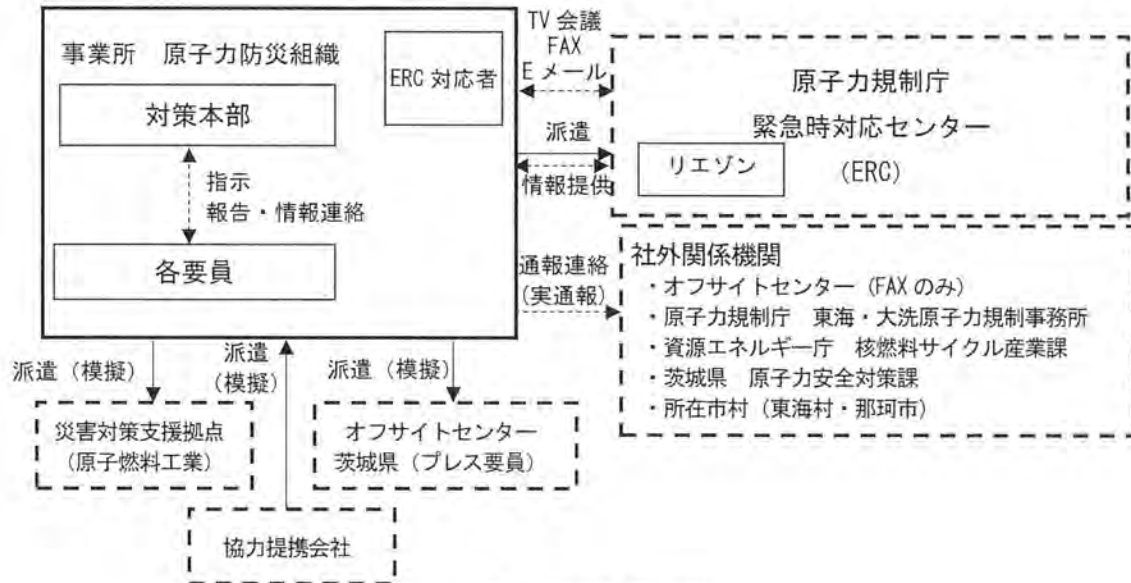 事業所 原子力防災組織
ERC 対応者
対策本部
指示
報告・情報連絡
各要員
TV 会議
FAX
E メール
派遣
情報提供
通報連絡
(実通報)
原子力規制庁
緊急時対応センター
(ERC)
リエゾン
社外関係機関
・オフサイトセンター (FAX のみ)
・原子力規制庁 東海・大洗原子力規制事務所
・資源エネルギー庁 核燃料サイクル産業課
・茨城県 原子力安全対策課
・所在市村 (東海村・那珂市)
派遣 (模擬)
派遣
(模擬)
派遣 (模擬)
災害対策支援拠点
(原子燃料工業)
オフサイトセンター
茨城県 (プレス要員)
協力提携会社